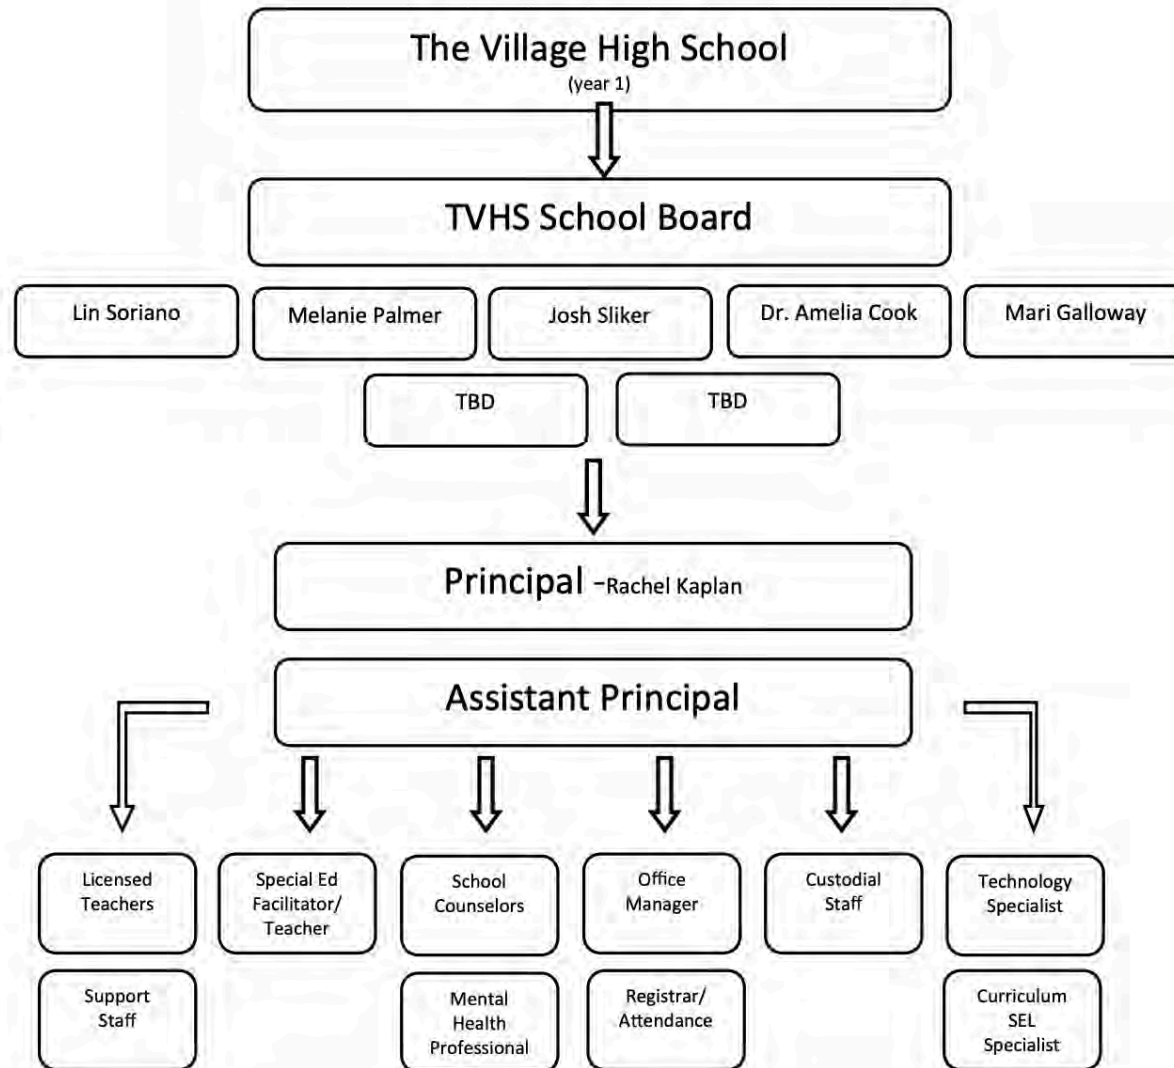 The Village High School
(year 1)
TVHS School Board
Lin Soriano
Melanie Palmer
Josh Sliker
Dr. Amelia Cook
Mari Galloway
TBD
TBD
Principal –Rachel Kaplan
Assistant Principal
Licensed
Teachers
Special Ed
Facilitator/
Teacher
School
Counselors
Office
Manager
Custodial
Staff
Technology
Specialist
Support
Staff
Mental
Health
Professional
Registrar/
Attendance
Curriculum
SEL
Specialist